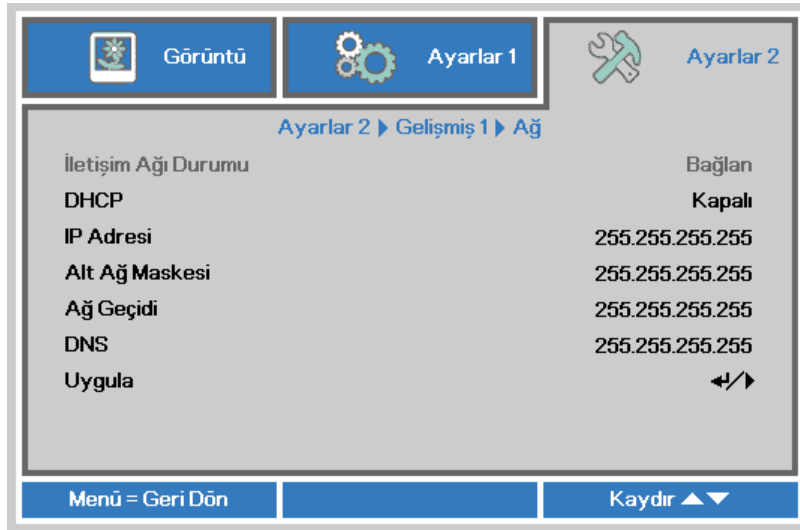 Görüntü Ayarlar 1 Ayarlar 2
Ayarlar 2 Gelişmiş 1 Ağ
İletişim Ağı Durumu Bağlan
DHCP Kapalı
IP Adresi 255.255.255.255
Alt Ağ Maskesi 255.255.255.255
Ağ Geçidi 255.255.255.255
DNS 255.255.255.255
Uygula /
Menü = Geri Dön Kaydır